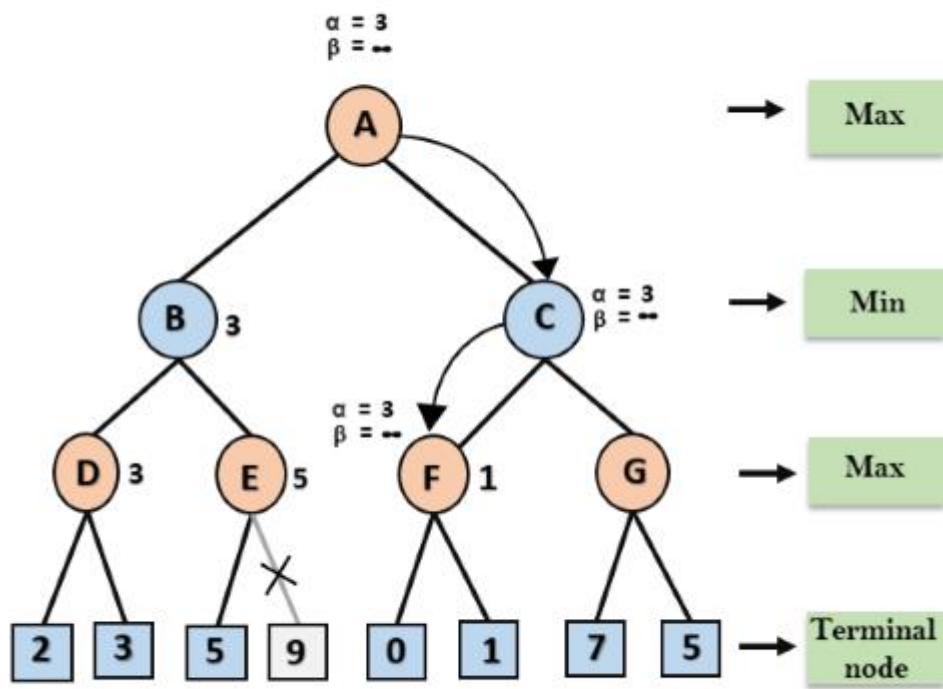 α = 3
β = ∞
A
Max
B
3
C
α = 3
β = ∞
Min
α = 3
β = ∞
D
3
E
5
F
1
G
Max
2
3
5
9
0
1
7
5
Terminal
node